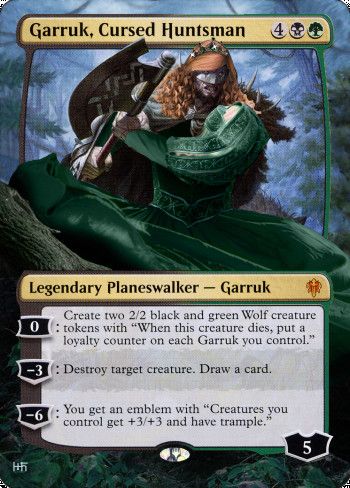 Garruk, Cursed Huntsman 4
Legendary Planeswalker — Garruk
0 : Create two 2/2 black and green Wolf creature
tokens with “When this creature dies, put a
loyalty counter on each Garruk you control.”
-3 : Destroy target creature. Draw a card.
-6 : You get an emblem with “Creatures you
control get +3/+3 and have trample.”
5